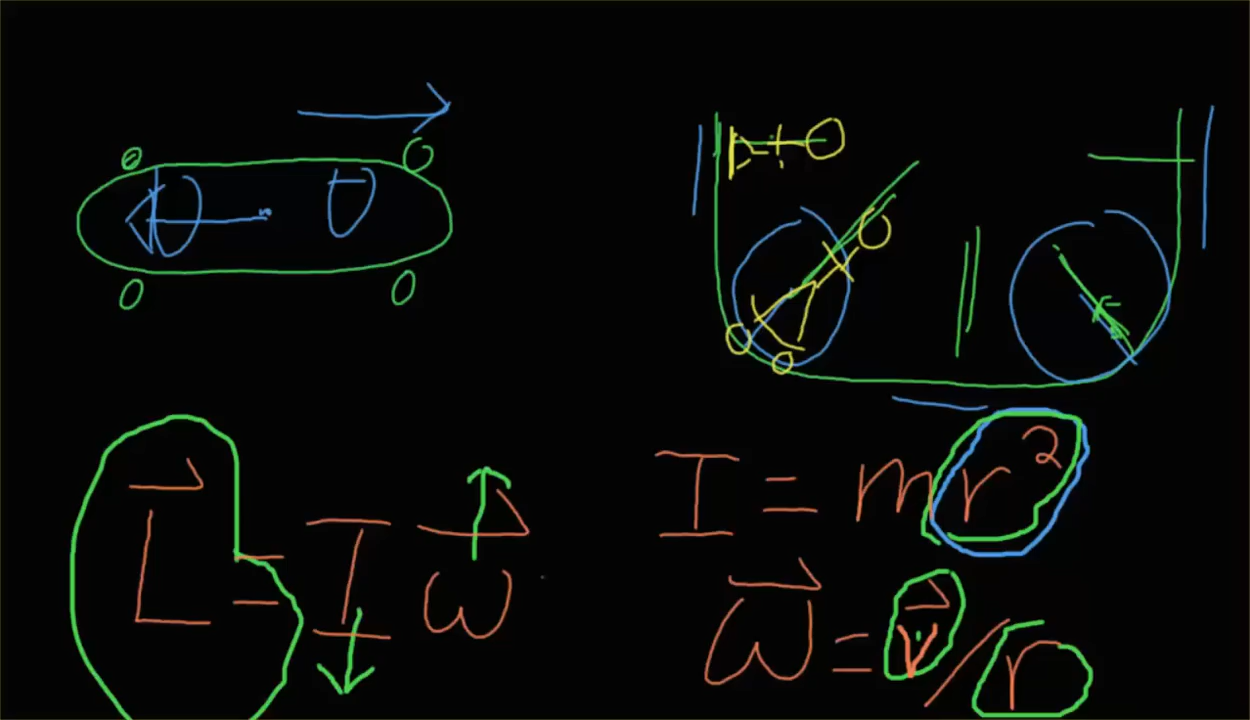 I = mr²
L⃗ = I ω⃗
ω⃗ = v⃗/r